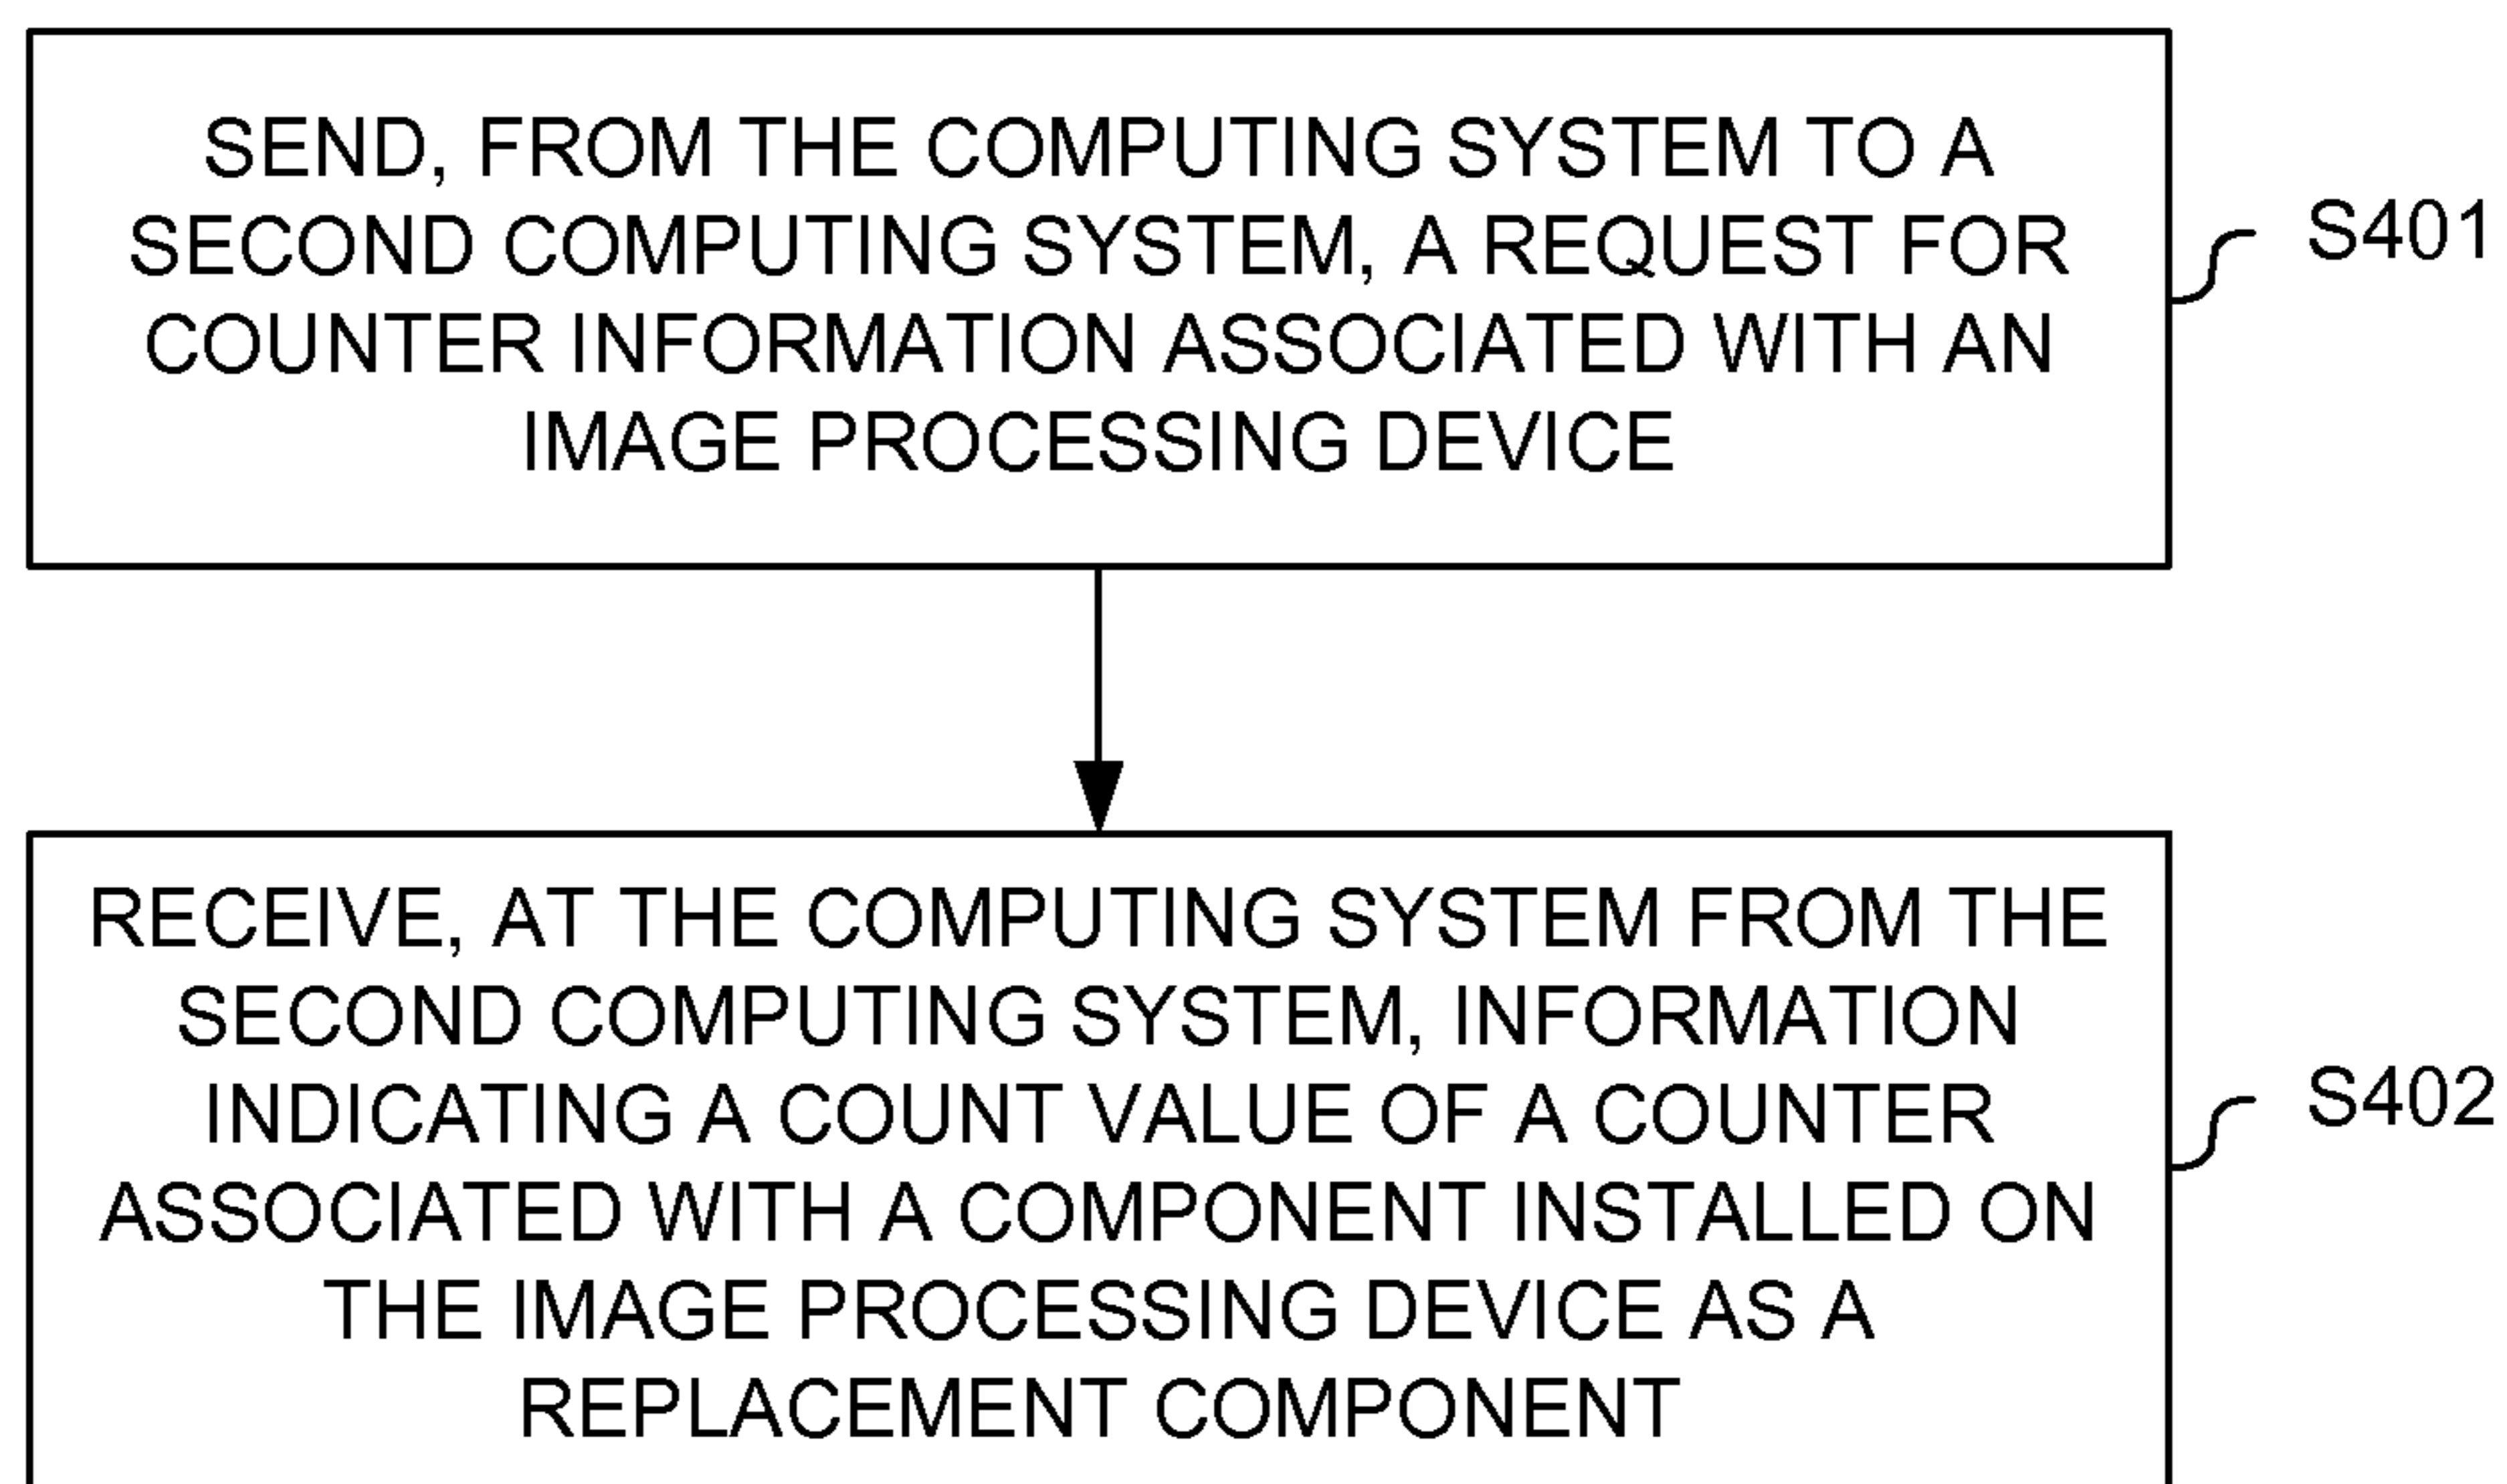 SEND, FROM THE COMPUTING SYSTEM TO A
SECOND COMPUTING SYSTEM, A REQUEST FOR
COUNTER INFORMATION ASSOCIATED WITH AN
IMAGE PROCESSING DEVICE
S401
RECEIVE, AT THE COMPUTING SYSTEM FROM THE
SECOND COMPUTING SYSTEM, INFORMATION
INDICATING A COUNT VALUE OF A COUNTER
ASSOCIATED WITH A COMPONENT INSTALLED ON
THE IMAGE PROCESSING DEVICE AS A
REPLACEMENT COMPONENT
S402